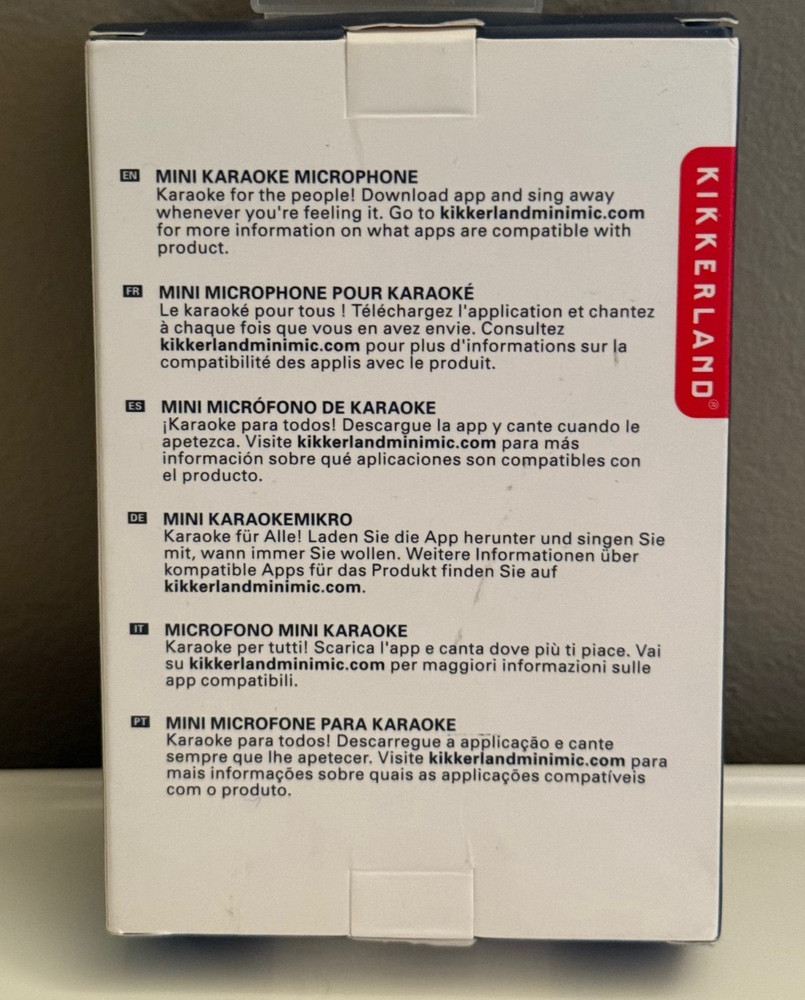 EN MINI KARAOKE MICROPHONE
Karaoke for the people! Download app and sing away
whenever you're feeling it. Go to kikkerlandminimic.com
for more information on what apps are compatible with
product.
FR MINI MICROPHONE POUR KARAOKÉ
Le karaoké pour tous ! Téléchargez l'application et chantez
à chaque fois que vous en avez envie. Consultez
kikkerlandminimic.com pour plus d'informations sur la
compatibilité des applis avec le produit.
ES MINI MICRÓFONO DE KARAOKE
¡Karaoke para todos! Descargue la app y cante cuando le
apetezca. Visite kikkerlandminimic.com para más
información sobre qué aplicaciones son compatibles con
el producto.
DE MINI KARAOKEMIKRO
Karaoke für Alle! Laden Sie die App herunter und singen Sie
mit, wann immer Sie wollen. Weitere Informationen über
kompatible Apps für das Produkt finden Sie auf
kikkerlandminimic.com.
IT MICROFONO MINI KARAOKE
Karaoke per tutti! Scarica l'app e canta dove più ti piace. Vai
su kikkerlandminimic.com per maggiori informazioni sulle
app compatibili.
PT MINI MICROFONE PARA KARAOKE
Karaoke para todos! Descarregue a applicação e cante
sempre que lhe apetecer. Visite kikkerlandminimic.com para
mais informações sobre quais as applicações compatíveis
com o produto.
KIKKERLAND®